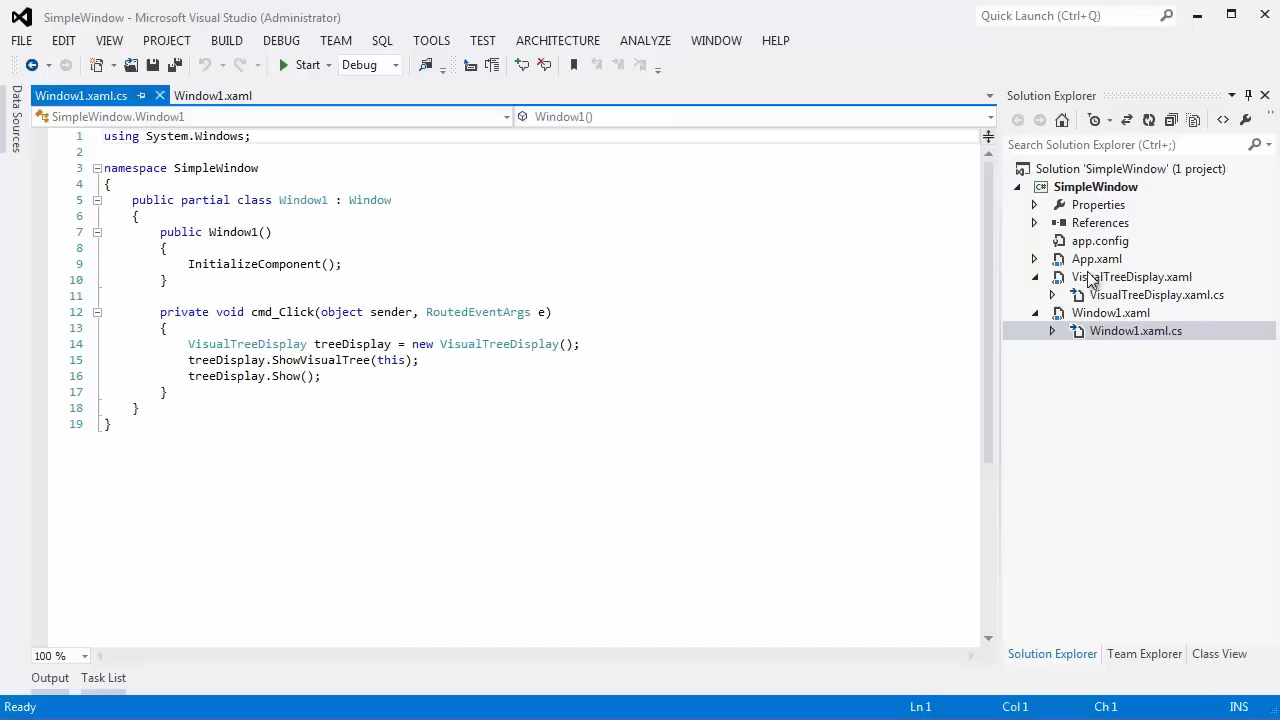 SimpleWindow - Microsoft Visual Studio (Administrator)
Quick Launch (Ctrl+Q)
FILE EDIT VIEW PROJECT BUILD DEBUG TEAM SQL TOOLS TEST ARCHITECTURE ANALYZE WINDOW HELP
Start Debug
Data Sources
Window1.xaml.cs Window1.xaml
SimpleWindow.Window1 Window1()
1 using System.Windows;
2
3 namespace SimpleWindow
4 {
5 public partial class Window1 : Window
6 {
7 public Window1()
8 {
9 InitializeComponent();
10 }
11
12 private void cmd_Click(object sender, RoutedEventArgs e)
13 {
14 VisualTreeDisplay treeDisplay = new VisualTreeDisplay();
15 treeDisplay.ShowVisualTree(this);
16 treeDisplay.Show();
17 }
18 }
19 }
100 %
Output Task List
Solution Explorer
Search Solution Explorer (Ctrl+;)
Solution 'SimpleWindow' (1 project)
C# SimpleWindow
Properties
References
app.config
App.xaml
VisualTreeDisplay.xaml
VisualTreeDisplay.xaml.cs
Window1.xaml
Window1.xaml.cs
Solution Explorer Team Explorer Class View
Ready Ln 1 Col 1 Ch 1 INS